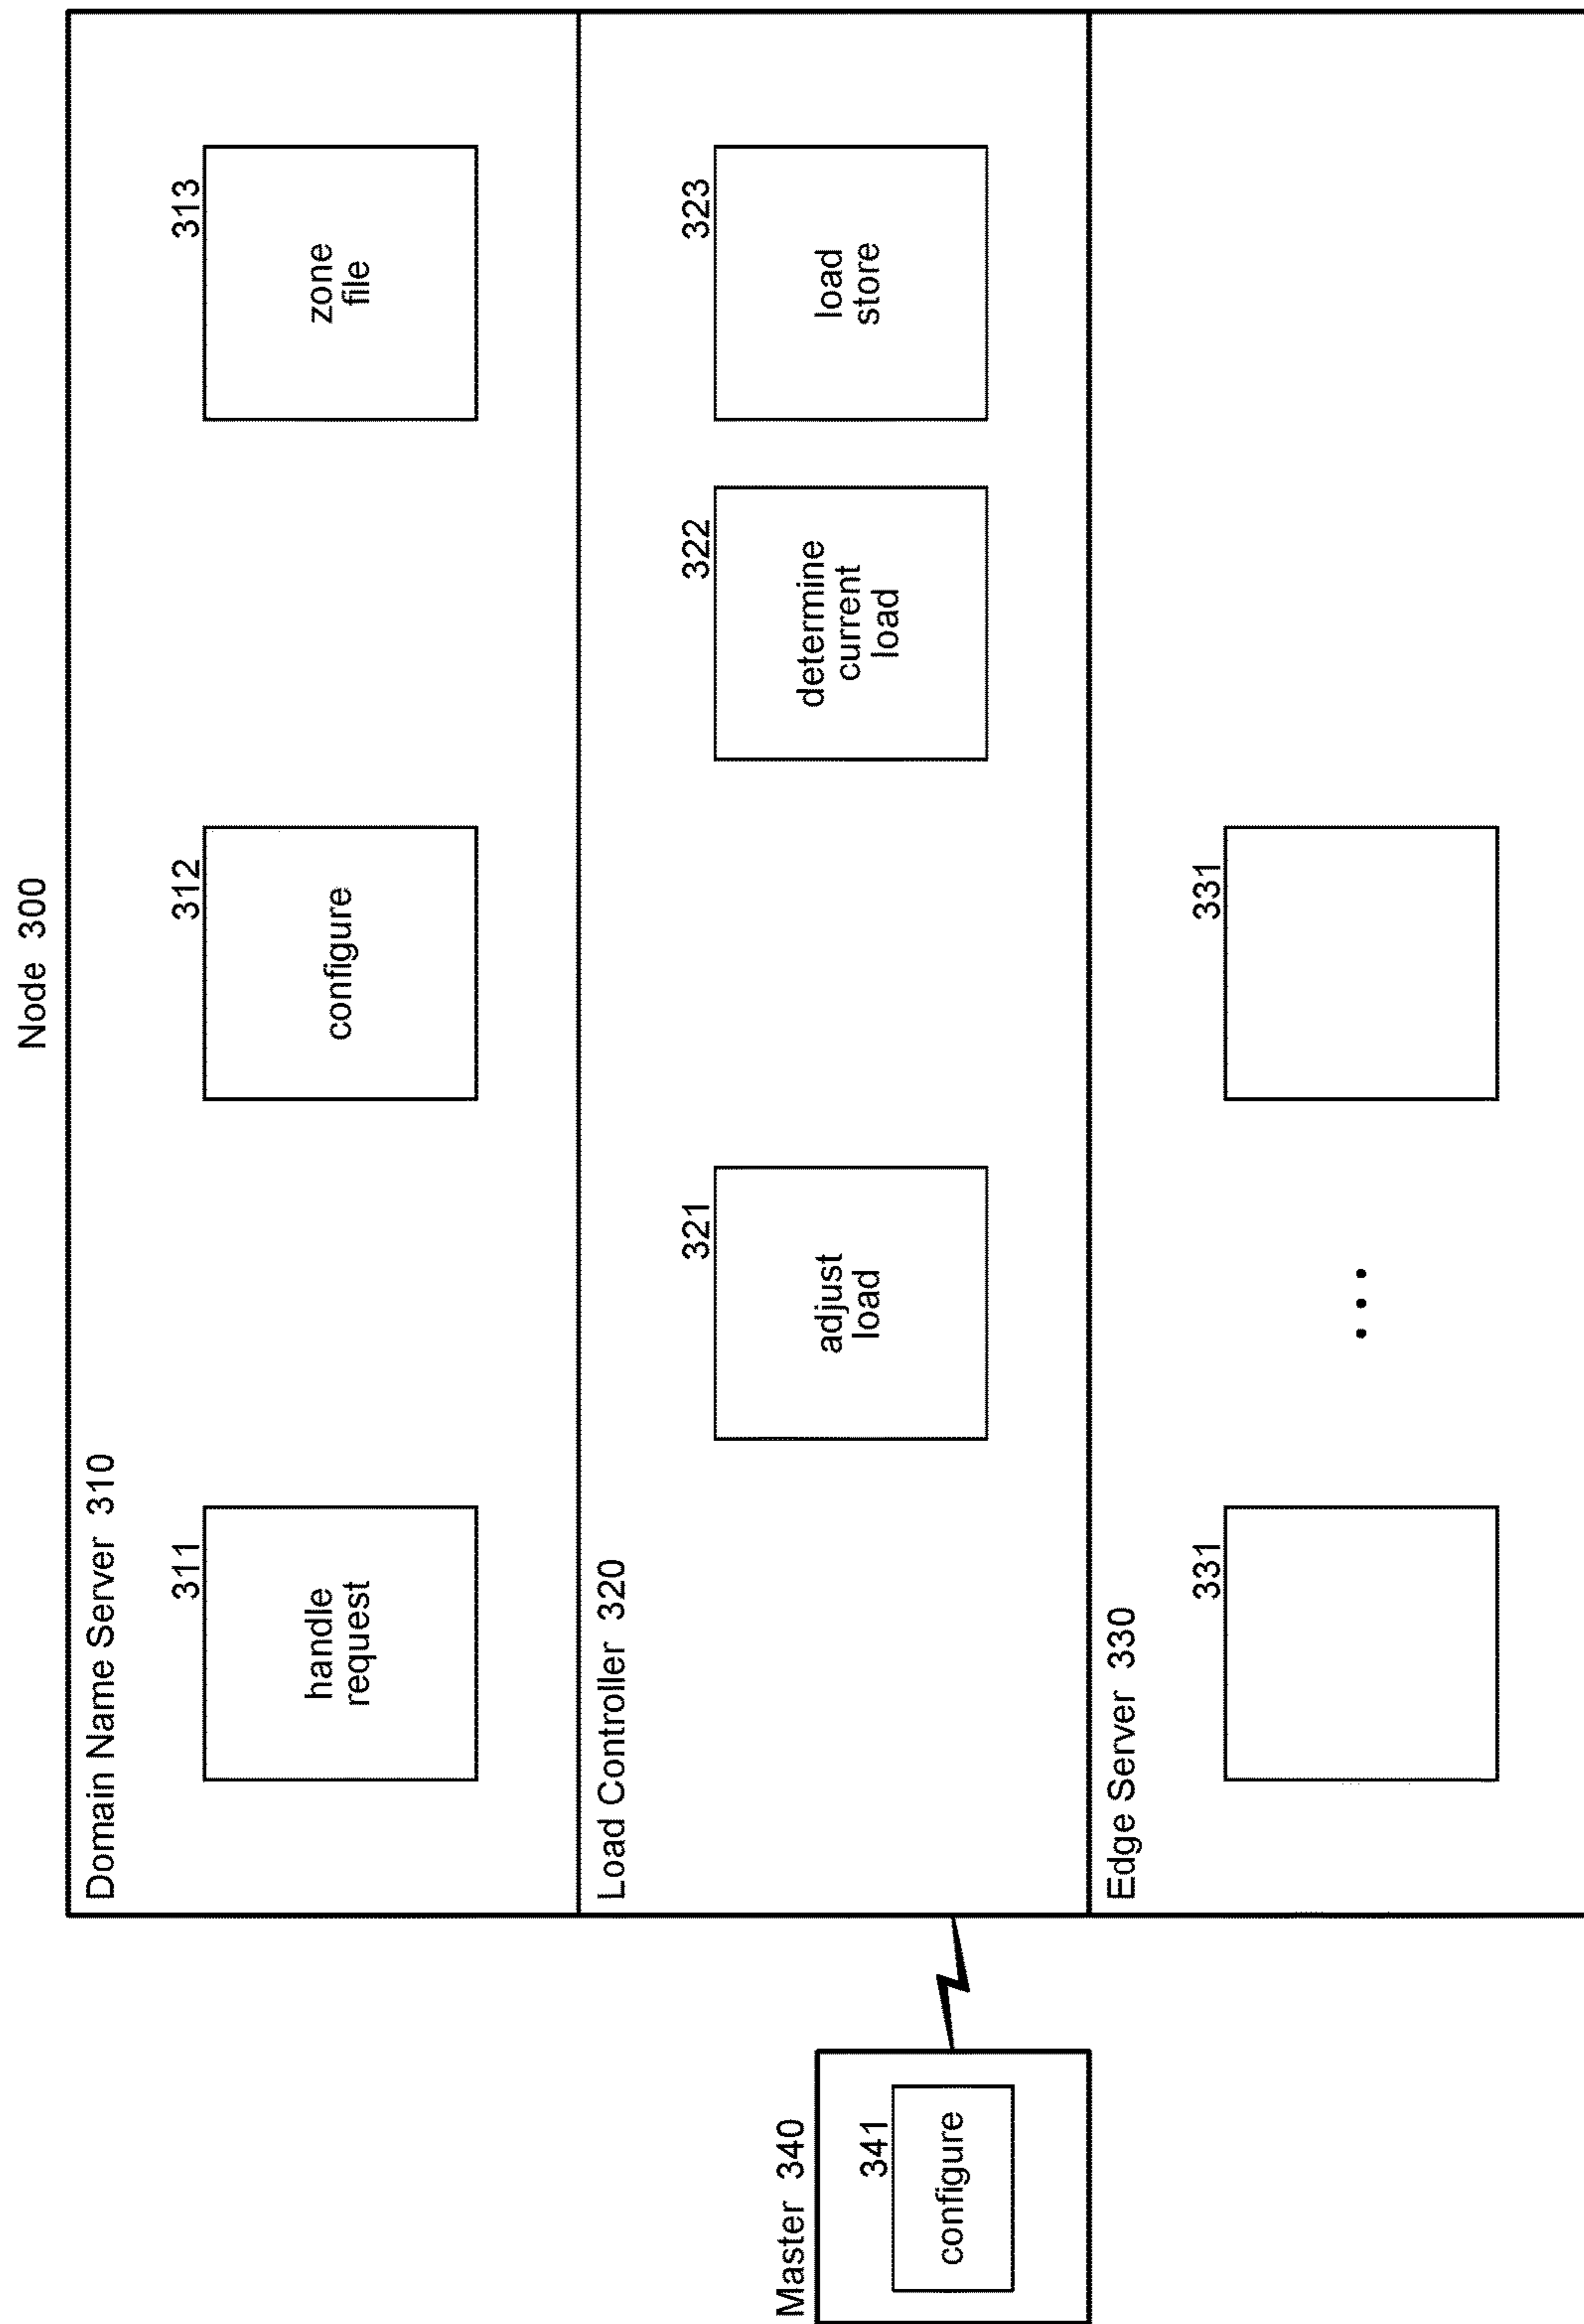 Node 300
Domain Name Server 310
311
handle
request
312
configure
313
zone
file
Load Controller 320
321
adjust
load
322
determine
current
load
323
load
store
Edge Server 330
331
...
331
Master 340
341
configure